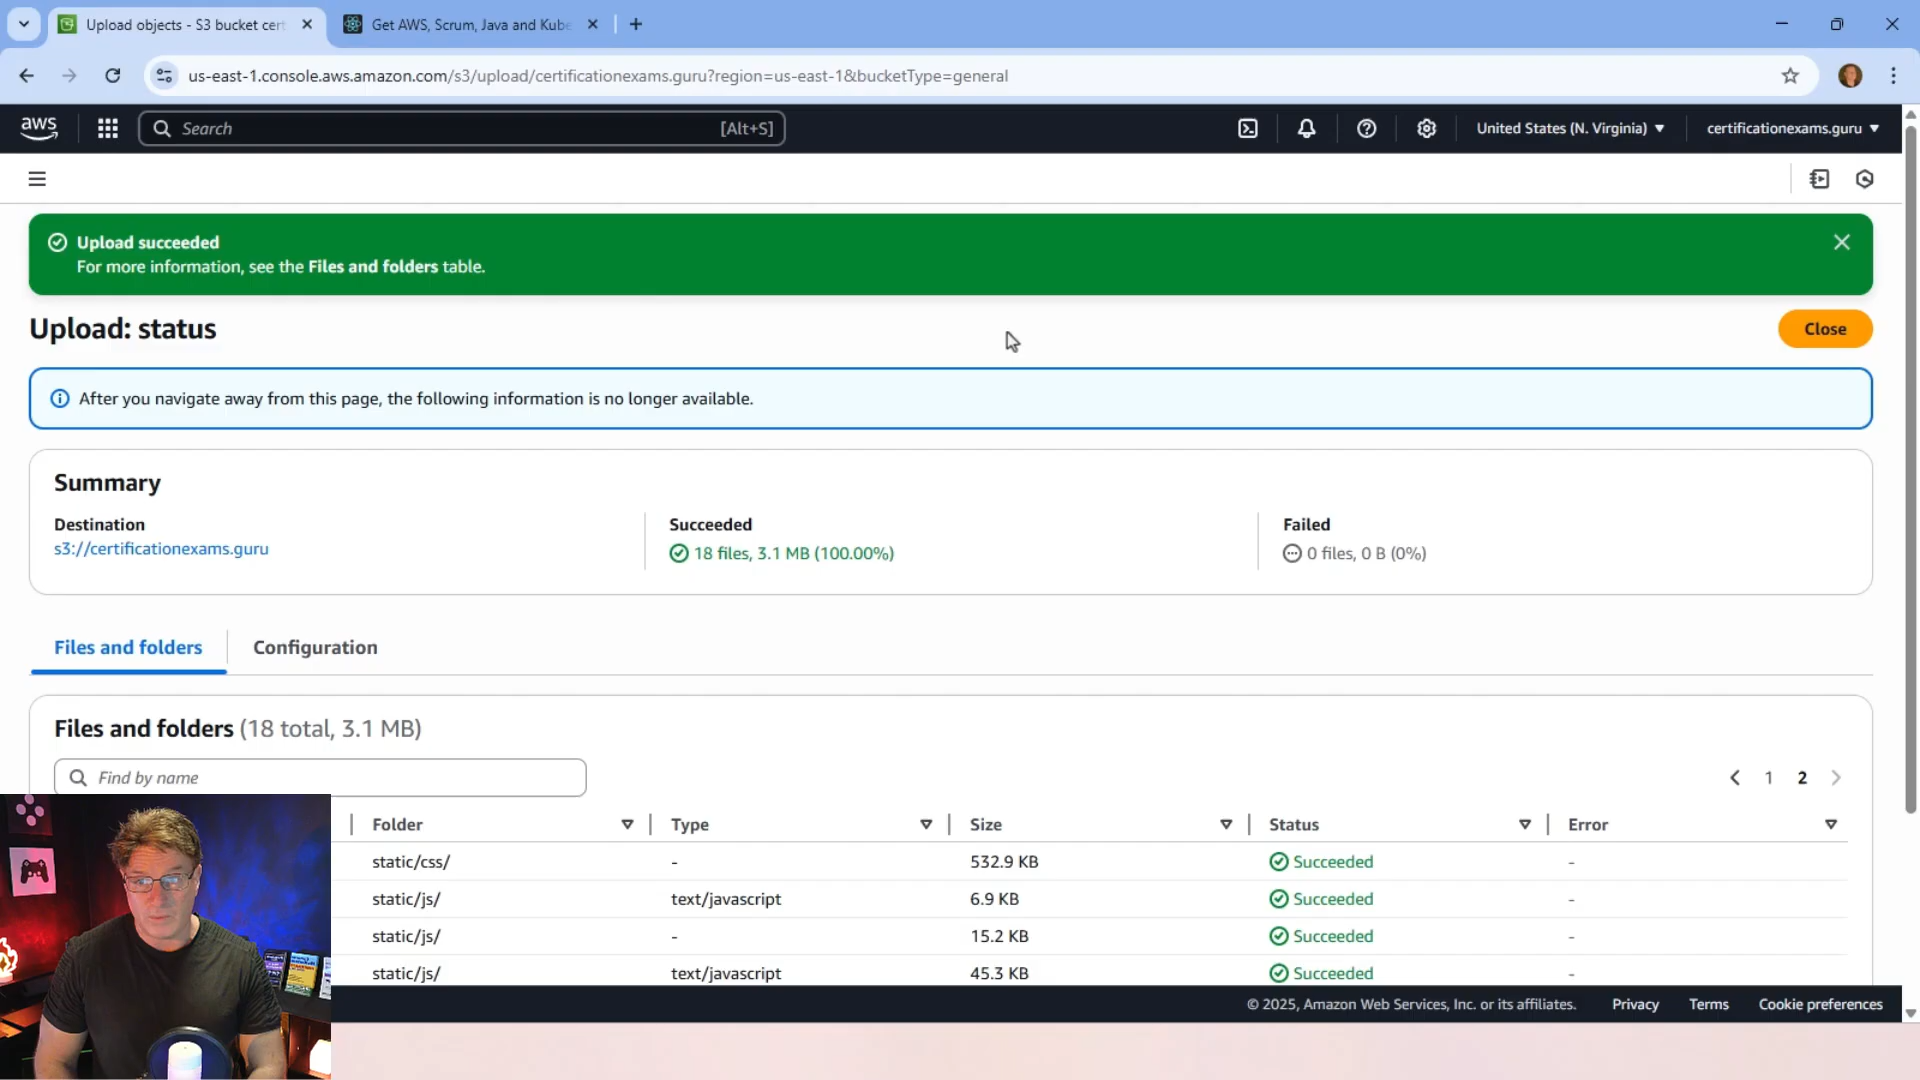 Upload objects - S3 bucket cert
Get AWS, Scrum, Java and Kube
us-east-1.console.aws.amazon.com/s3/upload/certificationexams.guru?region=us-east-1&bucketType=general
aws
Search
[Alt+S]
United States (N. Virginia)
certificationexams.guru
Upload succeeded
For more information, see the Files and folders table.
Upload: status
Close
After you navigate away from this page, the following information is no longer available.
Summary
Destination
s3://certificationexams.guru
Succeeded
18 files, 3.1 MB (100.00%)
Failed
0 files, 0 B (0%)
Files and folders
Configuration
Files and folders (18 total, 3.1 MB)
Find by name
1
2
Folder
Type
Size
Status
Error
static/css/
-
532.9 KB
Succeeded
-
static/js/
text/javascript
6.9 KB
Succeeded
-
static/js/
-
15.2 KB
Succeeded
-
static/js/
text/javascript
45.3 KB
Succeeded
-
© 2025, Amazon Web Services, Inc. or its affiliates.
Privacy
Terms
Cookie preferences